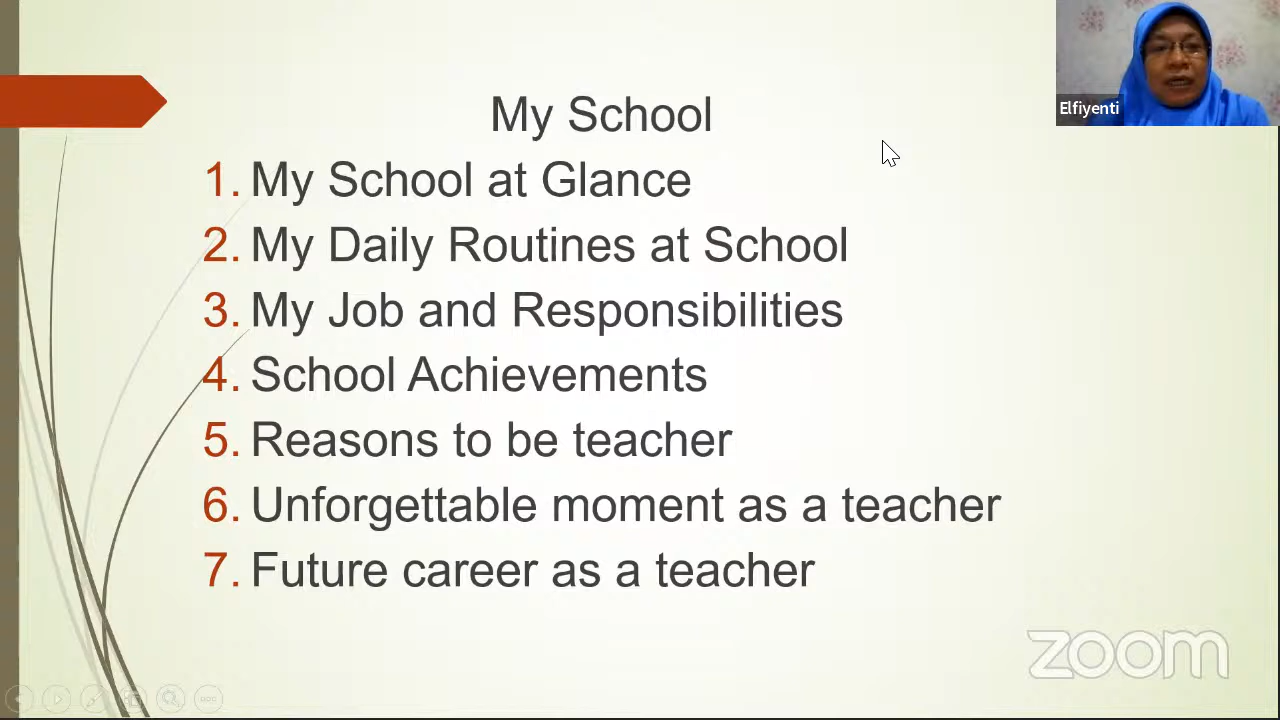 My School
1. My School at Glance
2. My Daily Routines at School
3. My Job and Responsibilities
4. School Achievements
5. Reasons to be teacher
6. Unforgettable moment as a teacher
7. Future career as a teacher
Elfiyenti
zoom